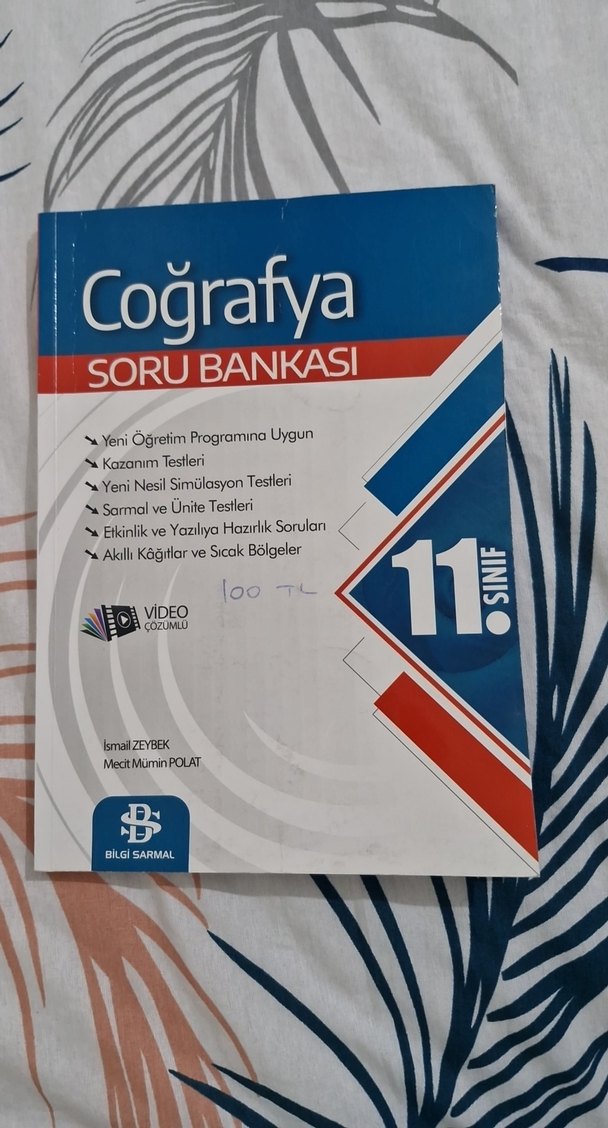 Coğrafya
SORU BANKASI
Yeni Öğretim Programına Uygun
Kazanım Testleri
Yeni Nesil Simülasyon Testleri
Sarmal ve Ünite Testleri
Etkinlik ve Yazılıya Hazırlık Soruları
Akıllı Kâğıtlar ve Sıcak Bölgeler
100 TL
11. SINIF
VİDEO
ÇÖZÜMLÜ
İsmail ZEYBEK
Mecit Mümin POLAT
BS
BİLGİ SARMAL